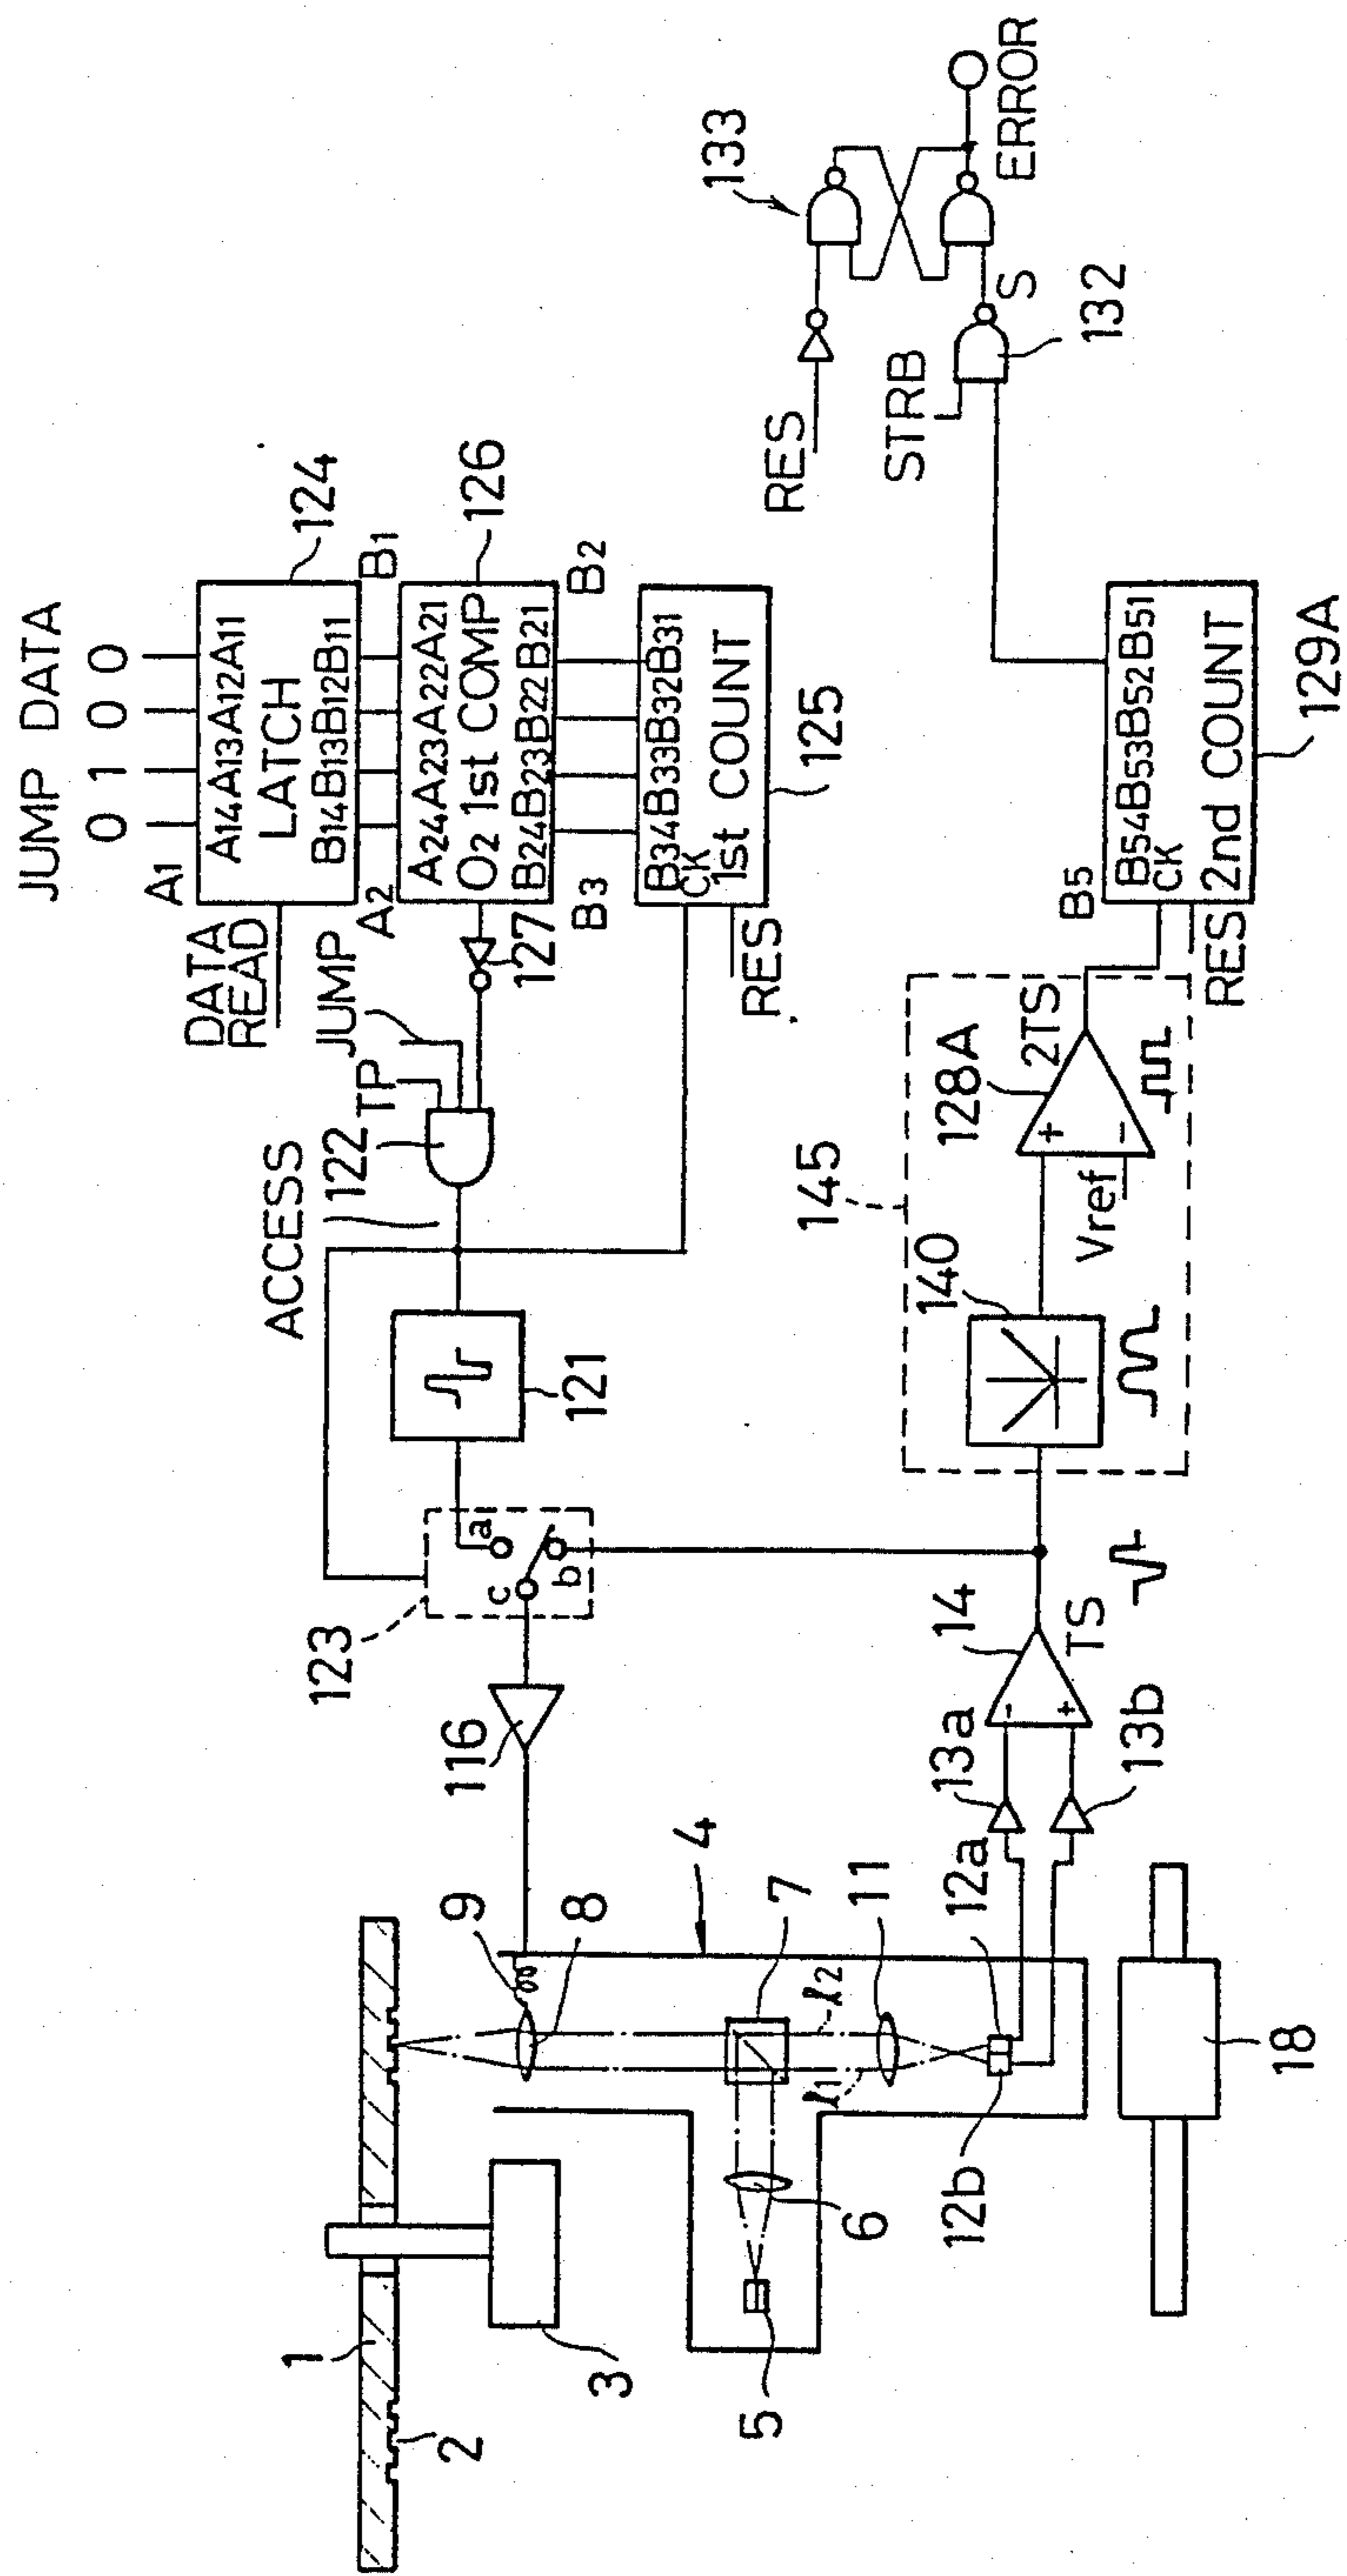 JUMP DATA
0 1 0 0
A1
A14 A13 A12 A11
LATCH
B14 B13 B12 B11
124
DATA
READ
A2
B1
A24 A23 A22 A21
O2 1st COMP
B24 B23 B22 B21
126
127
JUMP
TP
122
ACCESS
B3
B2
B34 B33 B32 B31
CK
1st COUNT
125
RES
121
123
a
b
c
116
133
RES
STRB
S
132
ERROR
145
140
128A
2TS
Vref
B5
B54 B53 B52 B51
CK
2nd COUNT
RES
129A
14
TS
13a
13b
12a
12b
1
2
3
4
5
6
7
8
9
11
ℓ1
ℓ2
18